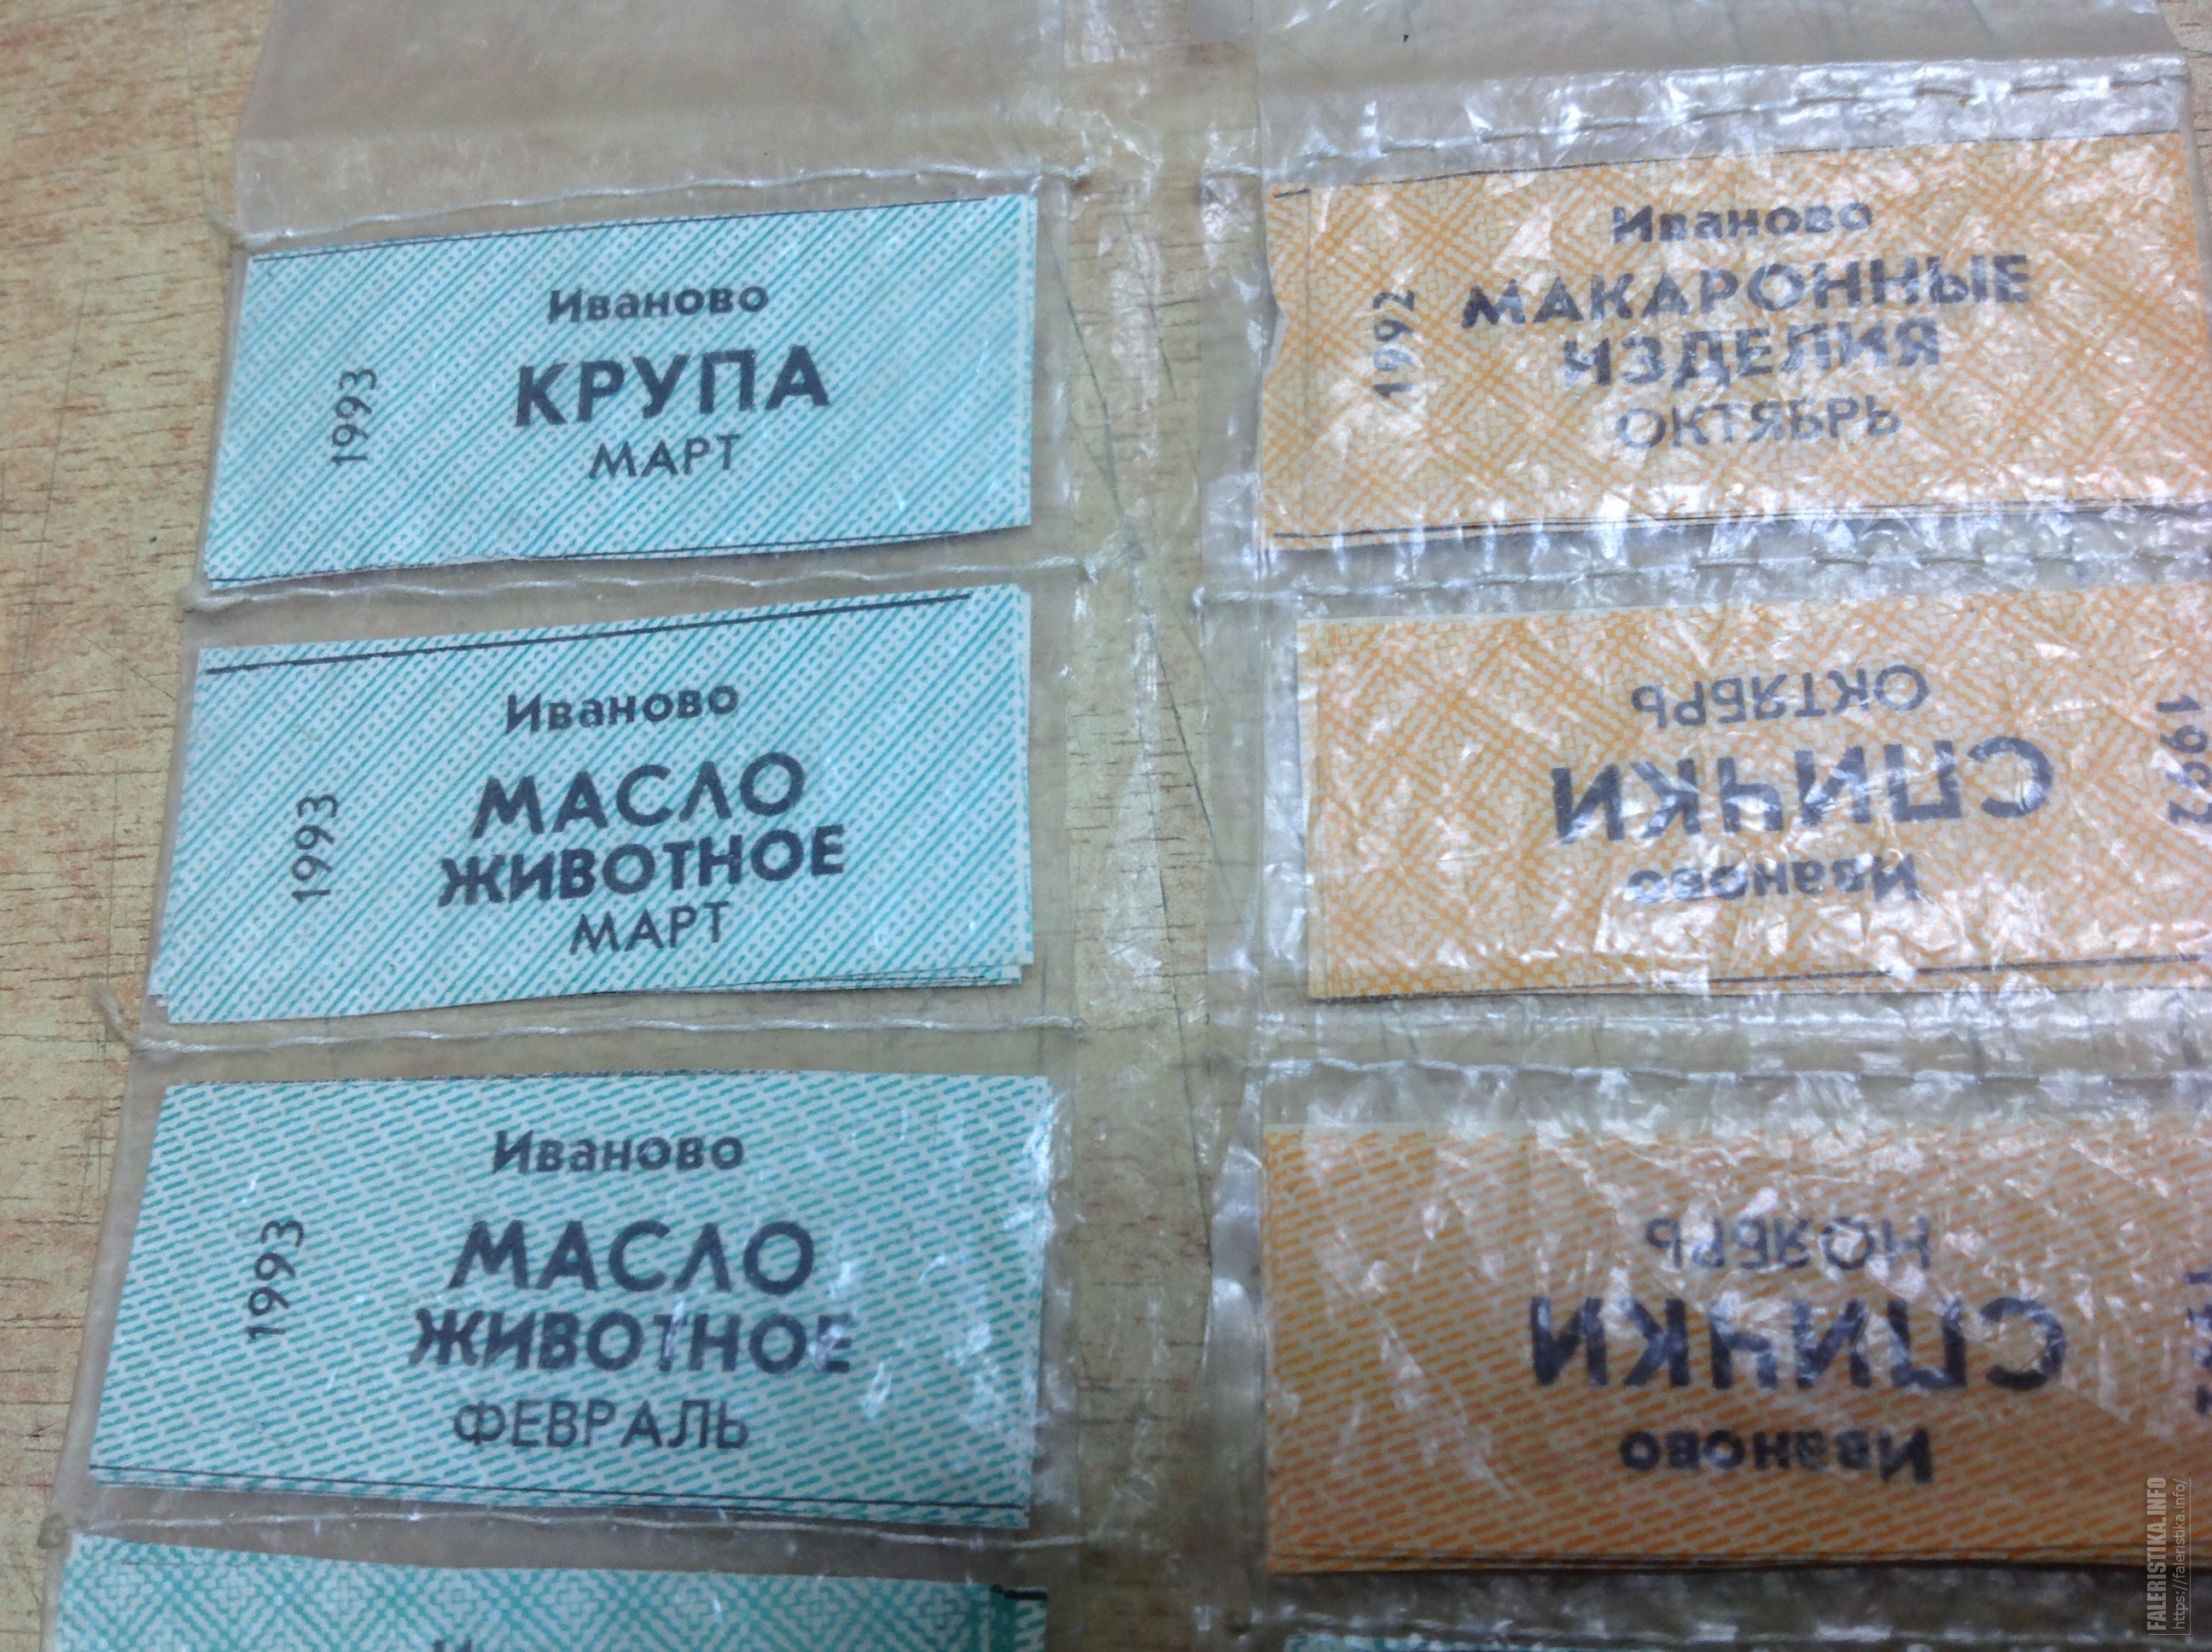 Иваново
КРУПА
МАРТ
1993
Иваново
МАСЛО
ЖИВОТНОЕ
МАРТ
1993
Иваново
МАСЛО
ЖИВОТНОЕ
ФЕВРАЛЬ
1993
Иваново
МАКАРОННЫЕ
ИЗДЕЛИЯ
ОКТЯБРЬ
1992
Иваново
СПИЧКИ
ОКТЯБРЬ
1992
Иваново
СПИЧКИ
НОЯБРЬ
FALERISTIKA.INFO
https://faleristika.info/